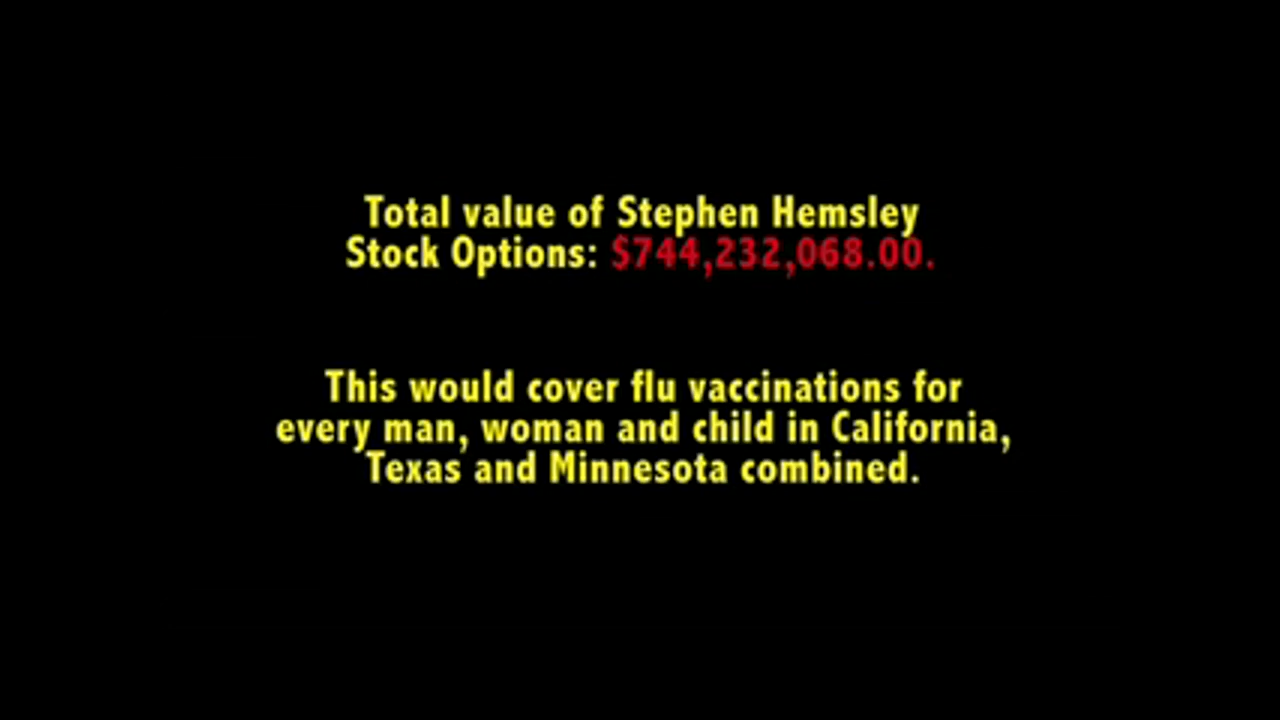 Total value of Stephen Hemsley
Stock Options: $744,232,068.00.
This would cover flu vaccinations for
every man, woman and child in California,
Texas and Minnesota combined.